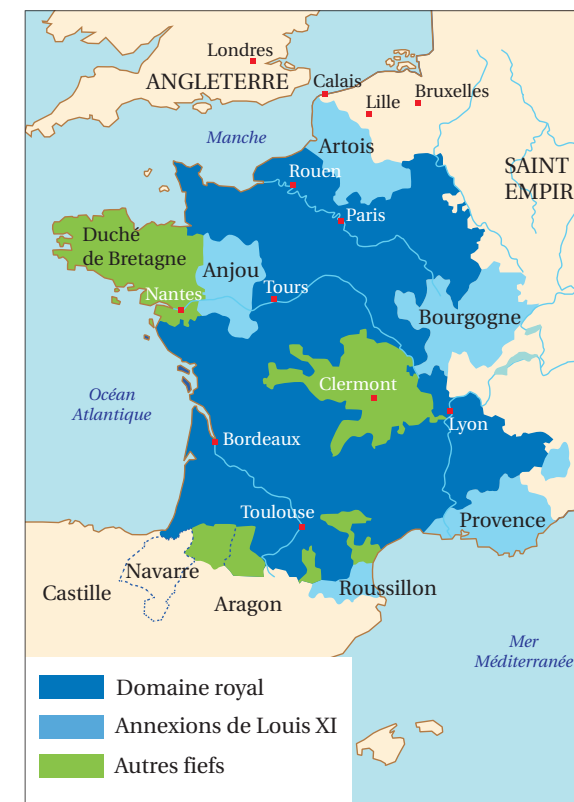 Londres
ANGLETERRE
Calais
Bruxelles
Lille
Manche
Artois
SAINT
EMPIR
Rouen
Paris
Duché
de Bretagne
Anjou
Nantes
Tours
Bourgogne
Clermont
Océan
Atlantique
Lyon
Bordeaux
Toulouse
Provence
Navarre
Castille
Roussillon
Aragon
Mer
Méditerranée
Domaine royal
Annexions de Louis XI
Autres fiefs